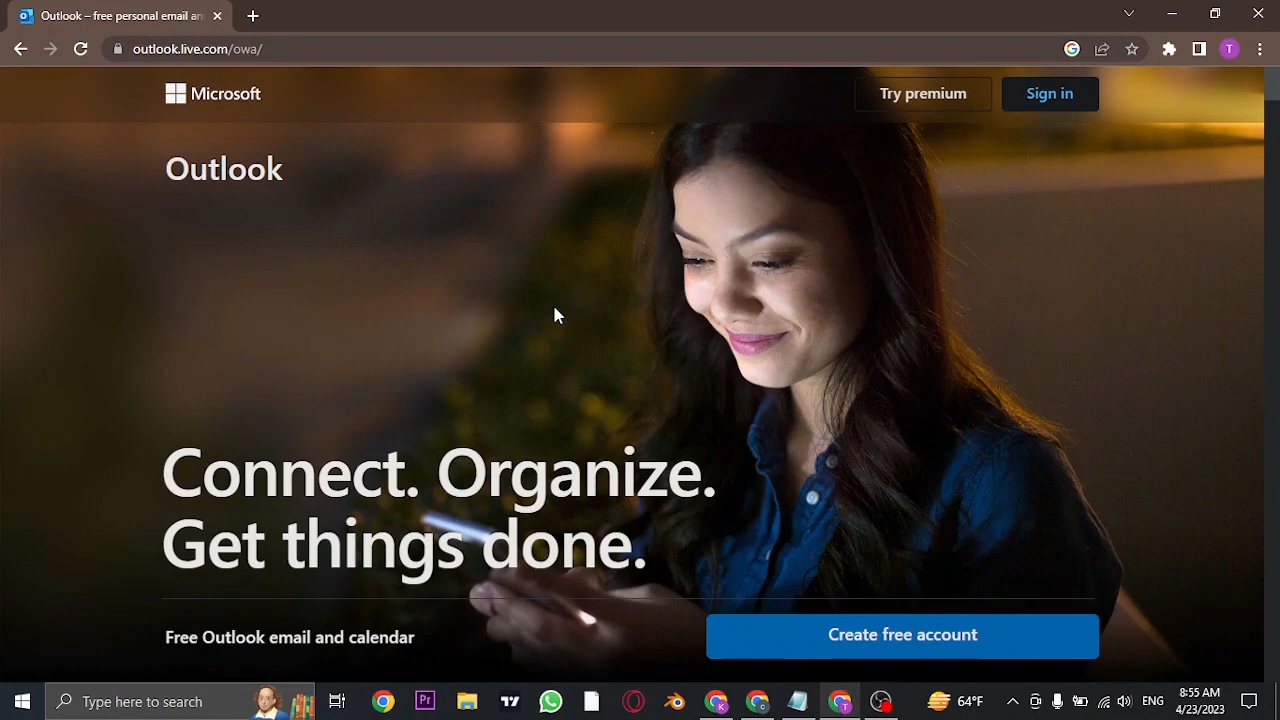 Outlook – free personal email an
outlook.live.com/owa/
T
Microsoft
Try premium
Sign in
Outlook
Connect. Organize.
Get things done.
Free Outlook email and calendar
Create free account
Type here to search
Pr
K
C
T
64°F
ENG
8:55 AM
4/23/2023